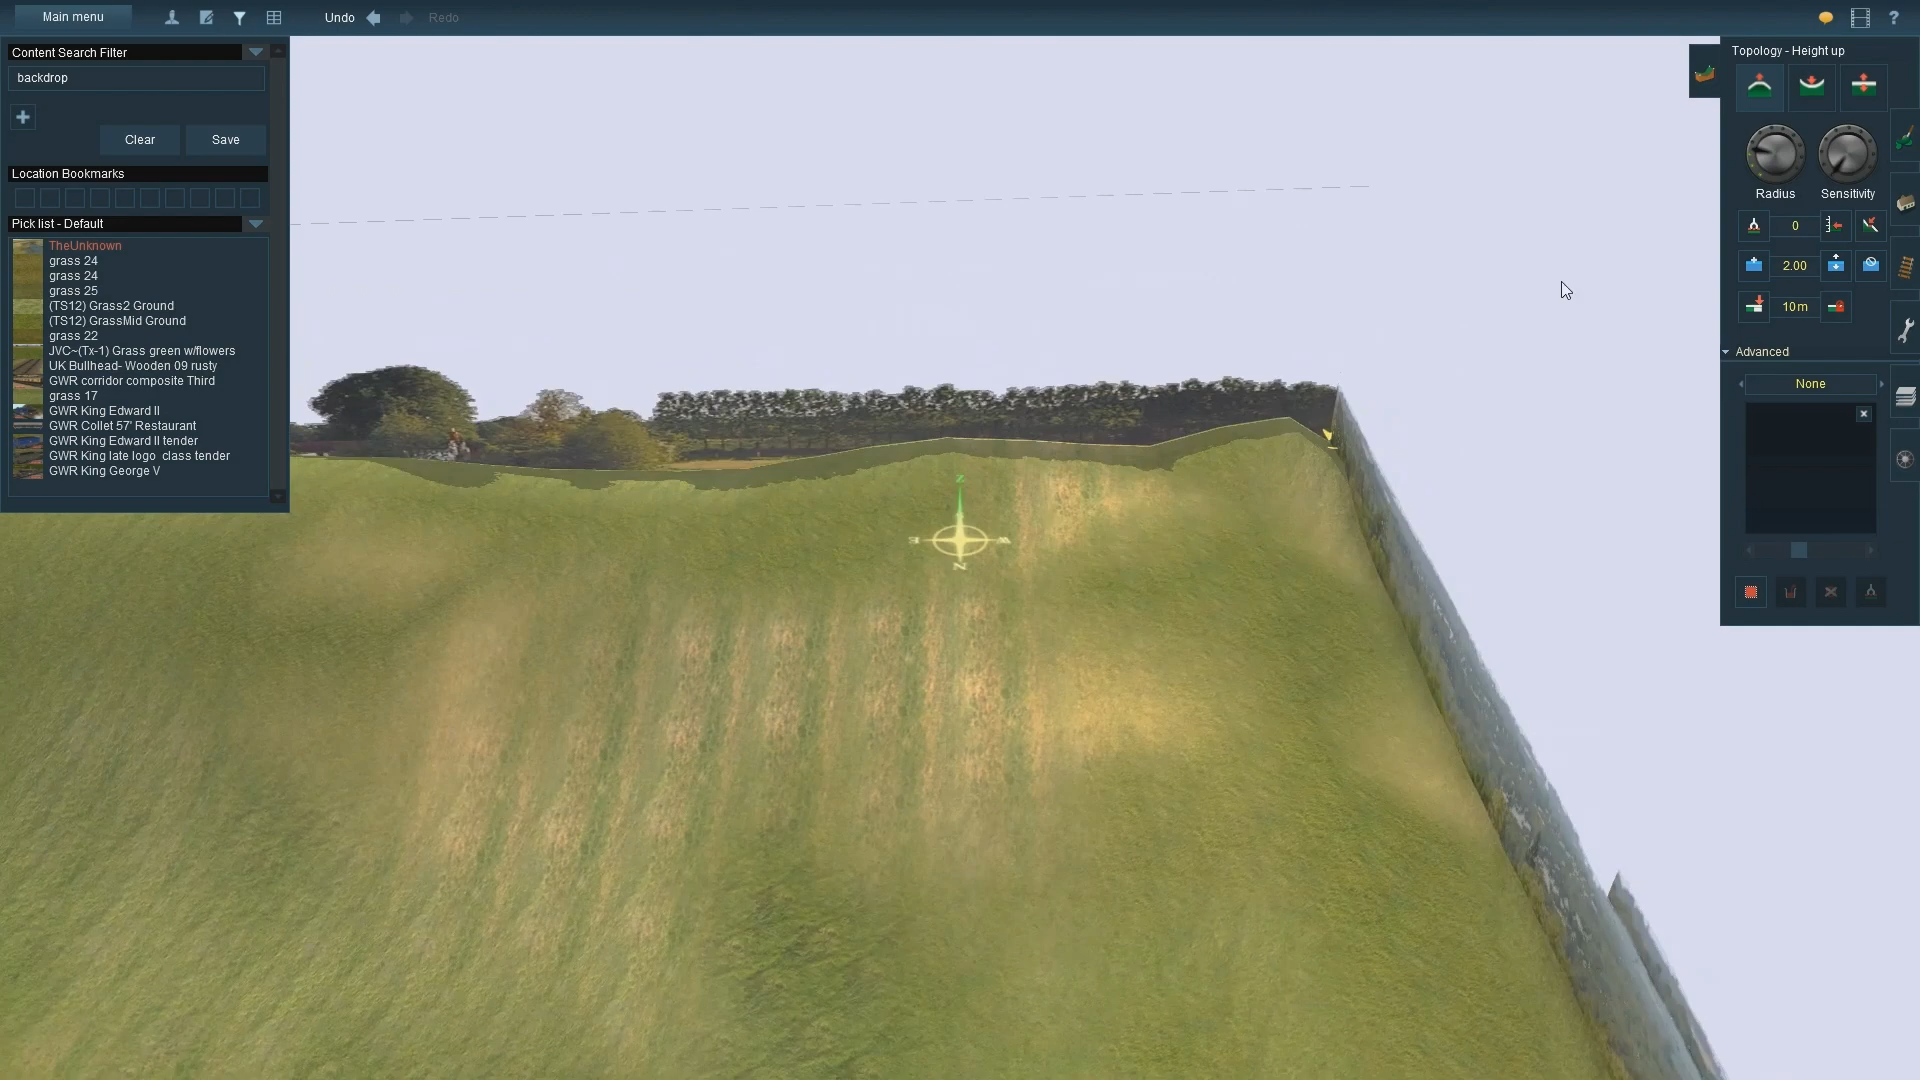 Main menu
Undo
Redo
?
Content Search Filter
backdrop
Clear
Save
Location Bookmarks
Pick list - Default
TheUnknown
grass 24
grass 24
grass 25
(TS12) Grass2 Ground
(TS12) GrassMid Ground
grass 22
JVC~(Tx-1) Grass green w/flowers
UK Bullhead- Wooden 09 rusty
GWR corridor composite Third
grass 17
GWR King Edward II
GWR Collet 57' Restaurant
GWR King Edward II tender
GWR King late logo class tender
GWR King George V
Topology - Height up
Radius
Sensitivity
0
2.00
10m
Advanced
None